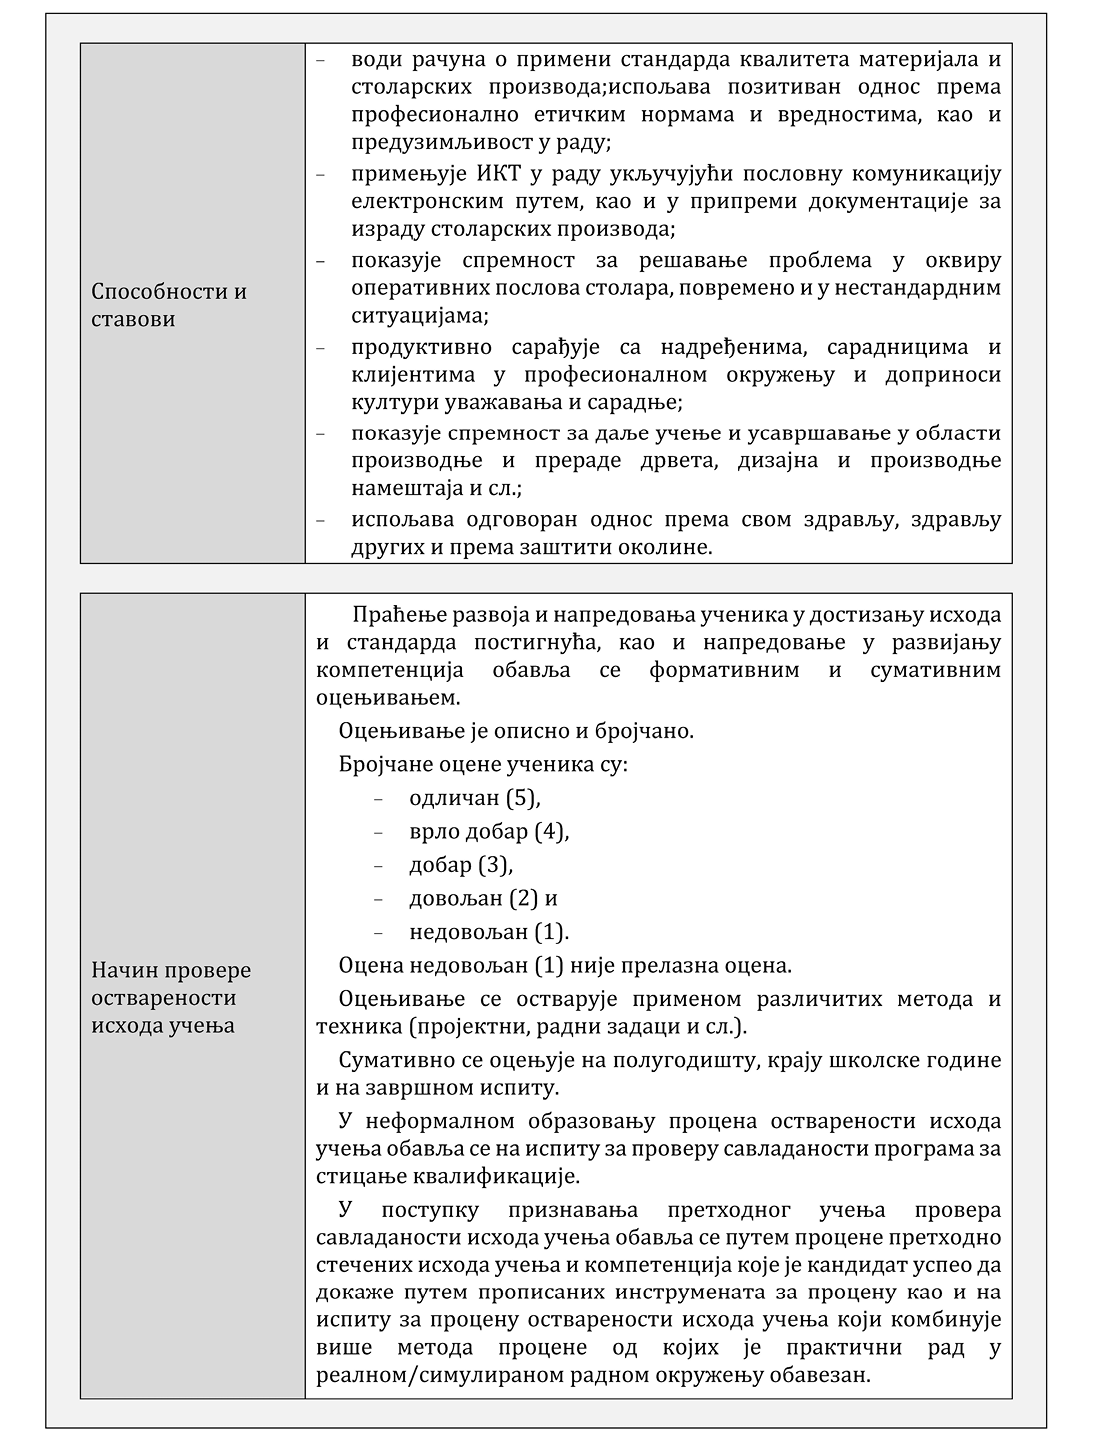 Способности и
ставови
– води рачуна о примени стандарда квалитета материјала и
столарских производа;испољава позитиван однос према
професионално етичким нормама и вредностима, као и
предузимљивост у раду;
– примењује ИКТ у раду укључујући пословну комуникацију
електронским путем, као и у припреми документације за
израду столарских производа;
– показује спремност за решавање проблема у оквиру
оперативних послова столара, повремено и у нестандардним
ситуацијама;
– продуктивно сарађује са надређенима, сарадницима и
клијентима у професионалном окружењу и доприноси
култури уважавања и сарадње;
– показује спремност за даље учење и усавршавање у области
производње и прераде дрвета, дизајна и производње
намештаја и сл.;
– испољава одговоран однос према свом здрављу, здрављу
других и према заштити околине.
Начин провере
остварености
исхода учења
Праћење развоја и напредовања ученика у достизању исхода
и стандарда постигнућа, као и напредовање у развијању
компетенција обавља се формативним и сумативним
оцењивањем.
Оцењивање је описно и бројчано.
Бројчане оцене ученика су:
– одличан (5),
– врло добар (4),
– добар (3),
– довољан (2) и
– недовољан (1).
Оцена недовољан (1) није прелазна оцена.
Оцењивање се остварује применом различитих метода и
техника (пројектни, радни задаци и сл.).
Сумативно се оцењује на полугодишту, крају школске године
и на завршном испиту.
У неформалном образовању процена остварености исхода
учења обавља се на испиту за проверу савладаности програма за
стицање квалификације.
У поступку признавања претходног учења провера
савладаности исхода учења обавља се путем процене претходно
стечених исхода учења и компетенција које је кандидат успео да
докаже путем прописаних инструмената за процену као и на
испиту за процену остварености исхода учења који комбинује
више метода процене од којих је практични рад у
реалном/симулираном радном окружењу обавезан.